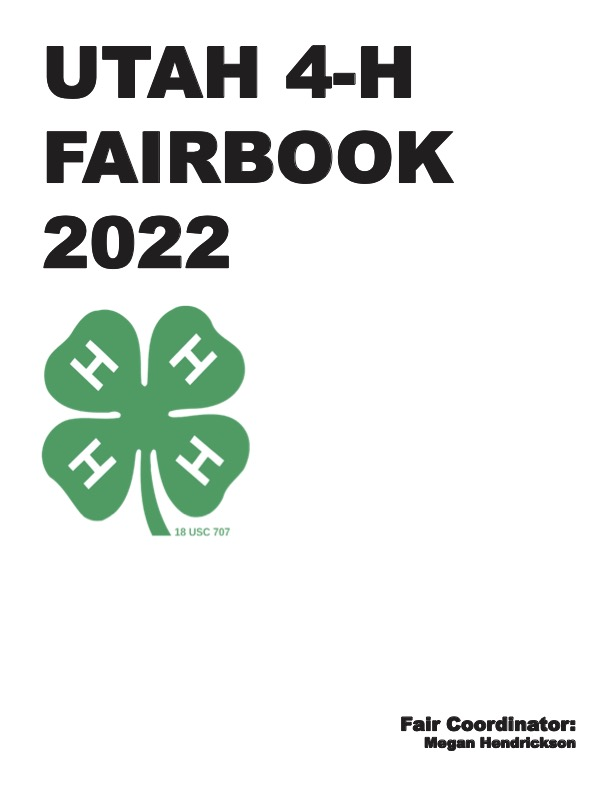 UTAH 4-H
FAIRBOOK
2022
H H
H H
18 USC 707
Fair Coordinator:
Megan Hendrickson